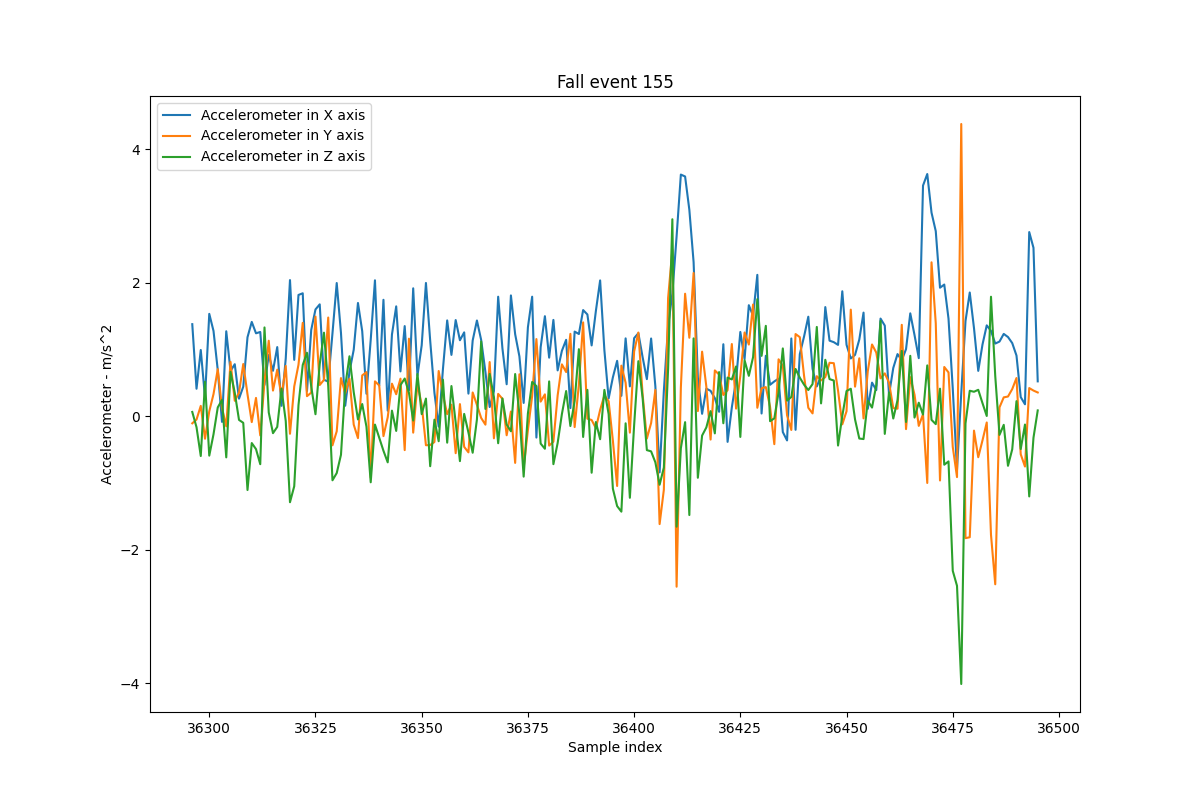 Fall event 155
Accelerometer in X axis
Accelerometer in Y axis
Accelerometer in Z axis
4
2
0
−2
−4
Accelerometer - m/s^2
36300 36325 36350 36375 36400 36425 36450 36475 36500
Sample index